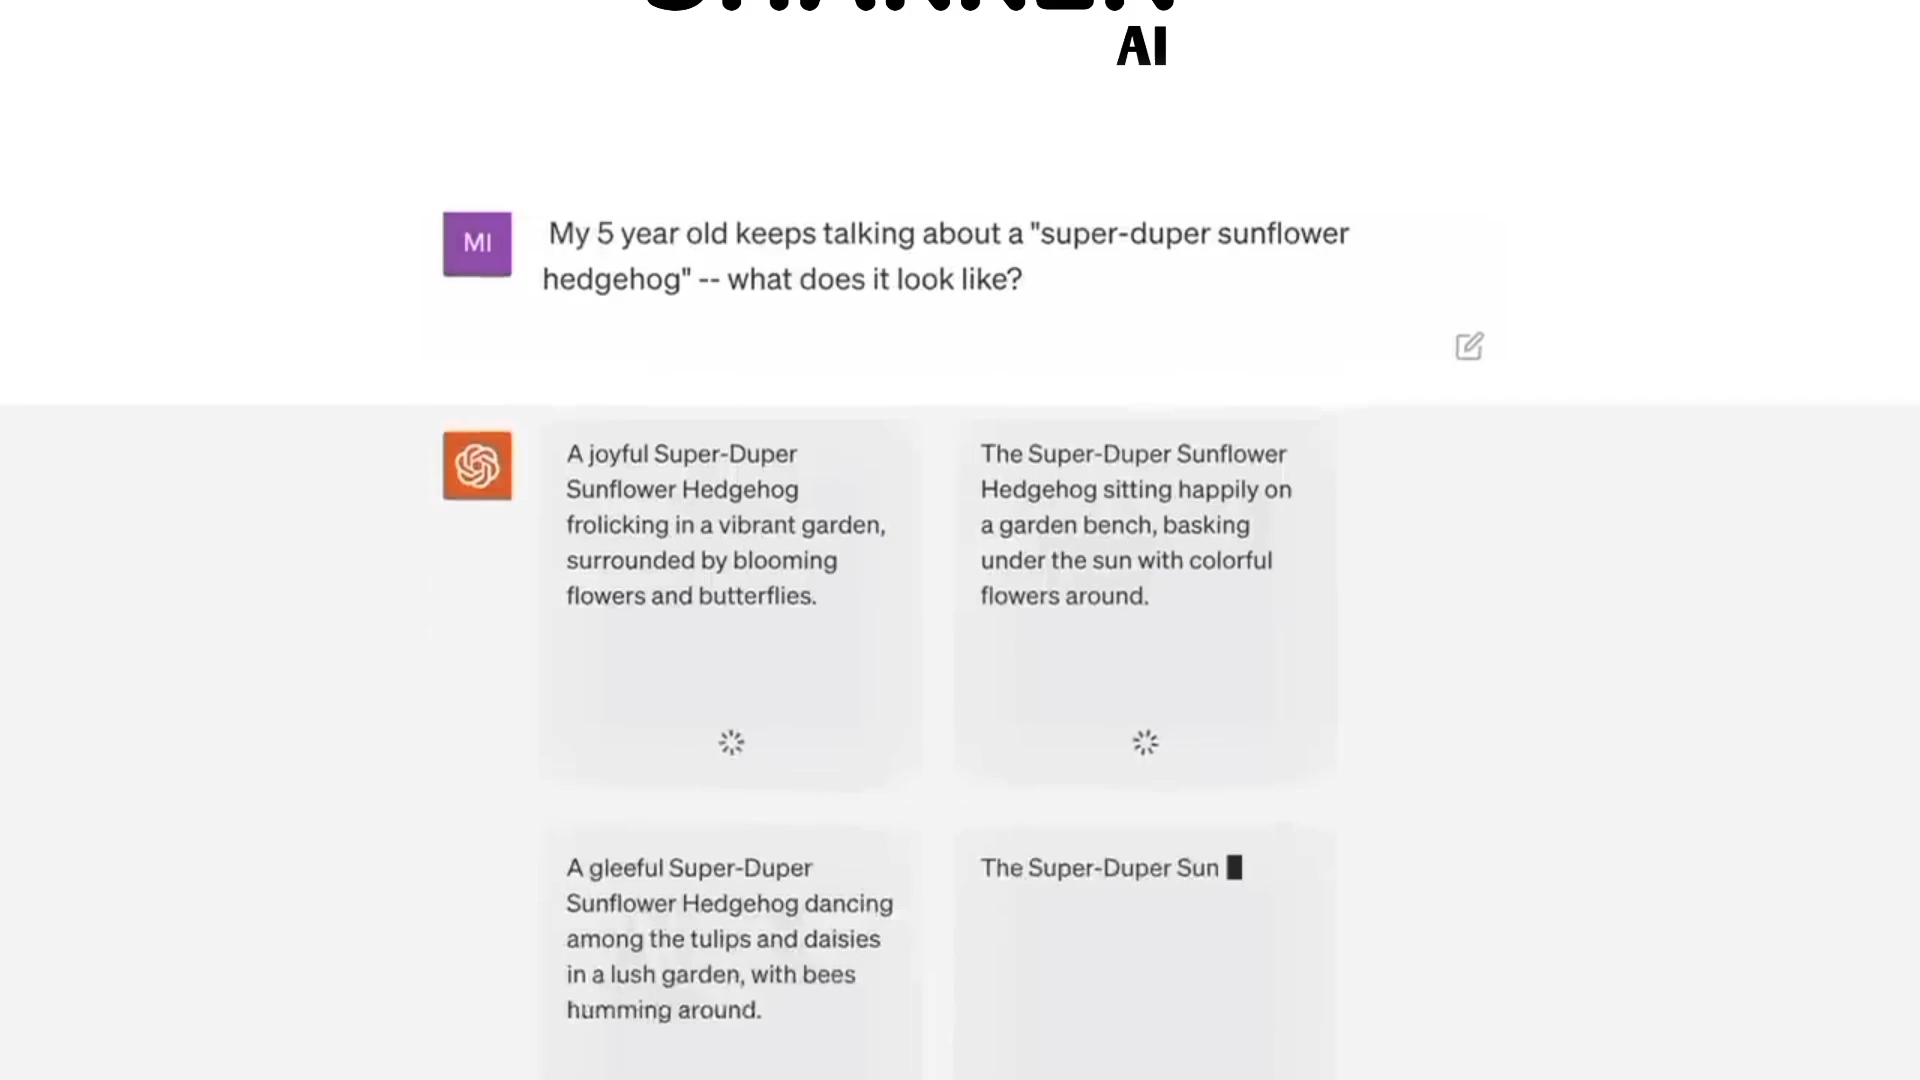 AI
MI
My 5 year old keeps talking about a "super-duper sunflower
hedgehog" -- what does it look like?
A joyful Super-Duper
Sunflower Hedgehog
frolicking in a vibrant garden,
surrounded by blooming
flowers and butterflies.
The Super-Duper Sunflower
Hedgehog sitting happily on
a garden bench, basking
under the sun with colorful
flowers around.
A gleeful Super-Duper
Sunflower Hedgehog dancing
among the tulips and daisies
in a lush garden, with bees
humming around.
The Super-Duper Sun